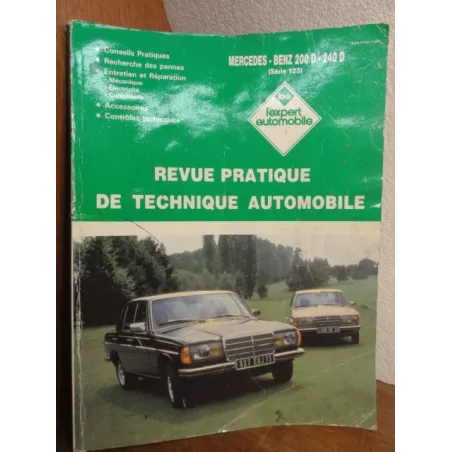 • Conseils Pratiques
• Recherche des pannes
• Entretien et Réparation
- Mécanique
- Électricité
- Carrosserie
• Accessoires
• Contrôles techniques
MERCEDES - BENZ 200 D - 240 D
(Série 123)
l'expert
automobile
REVUE PRATIQUE
DE TECHNIQUE AUTOMOBILE